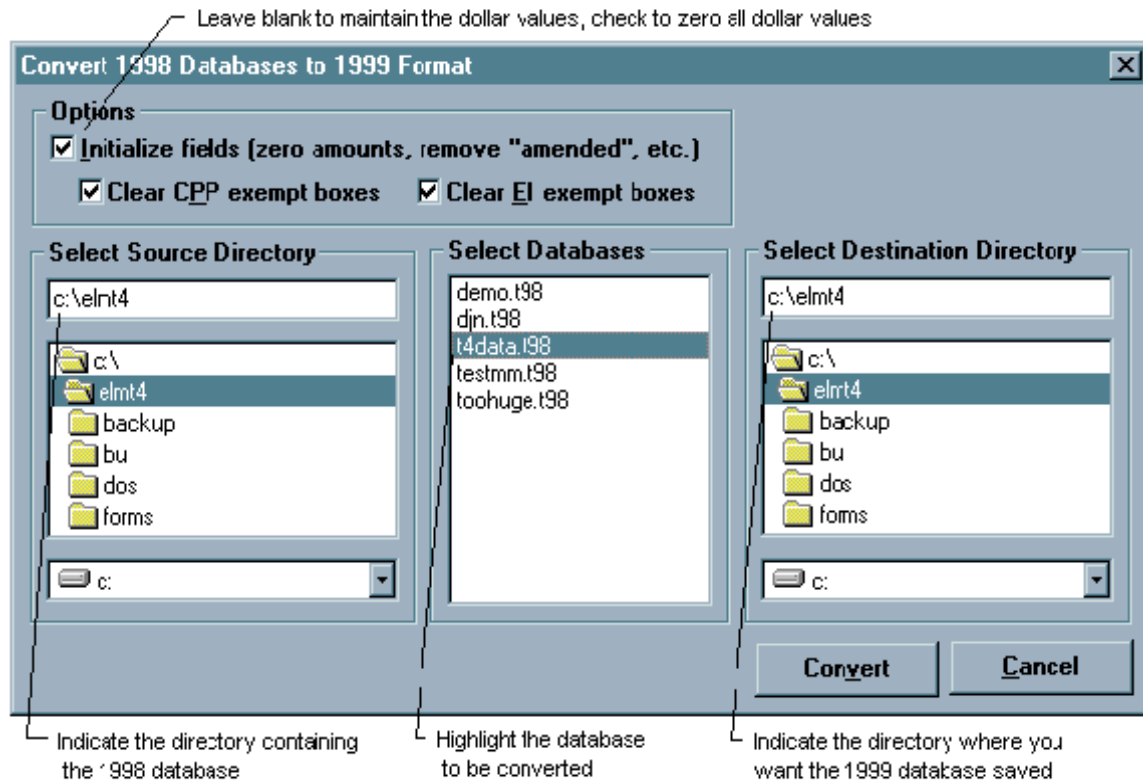 Leave blank to maintain the dollar values, check to zero all dollar values
Convert 1998 Databases to 1999 Format
Options
Initialize fields (zero amounts, remove "amended", etc.)
Clear CPP exempt boxes
Clear EI exempt boxes
Select Source Directory
c:\elmt4
c:\
elmt4
backup
bu
dos
forms
c:
Select Databases
demo.t98
djn.t98
t4data.t98
testmm.t98
toohuge.t98
Select Destination Directory
c:\elmt4
c:\
elmt4
backup
bu
dos
forms
c:
Convert
Cancel
Indicate the directory containing
the 1998 database
Highlight the database
to be converted
Indicate the directory where you
want the 1999 database saved